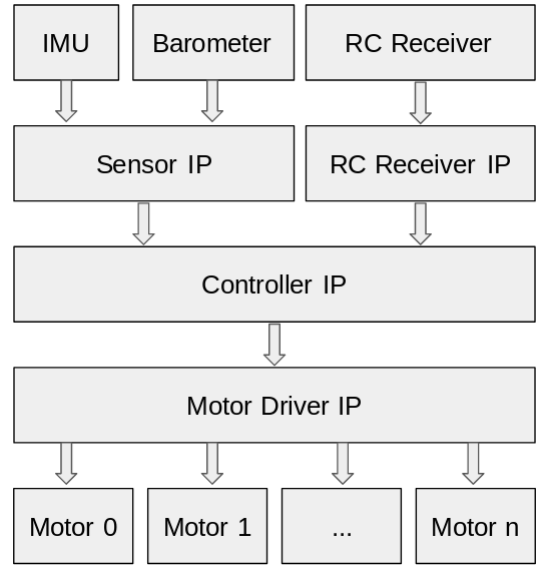 IMU
Barometer
RC Receiver
Sensor IP
RC Receiver IP
Controller IP
Motor Driver IP
Motor 0
Motor 1
...
Motor n